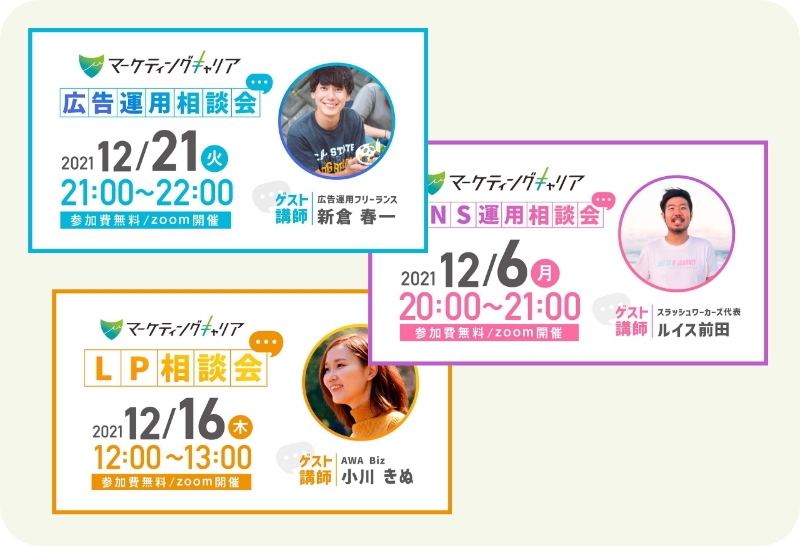 マーケティングキャリア
広告運用相談会
2021 12/21 火
21:00〜22:00
参加費無料/zoom開催
ゲスト講師
広告運用フリーランス
新倉 春一
マーケティングキャリア
NS運用相談会
2021 12/6 月
20:00〜21:00
参加費無料/zoom開催
ゲスト講師
スラッシュワーカーズ代表
ルイス前田
マーケティングキャリア
LP相談会
2021 12/16 木
12:00〜13:00
参加費無料/zoom開催
ゲスト講師
AWA Biz
小川 きぬ